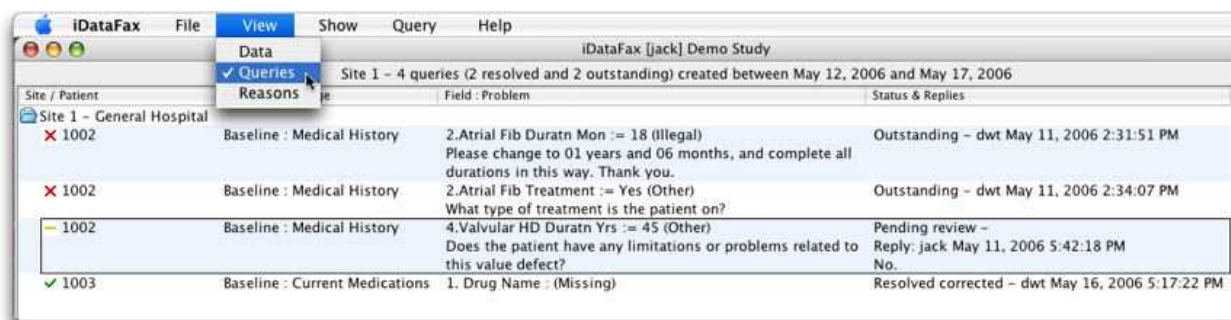 iDataFax File View Show Query Help
iDataFax [jack] Demo Study
Data
Queries
Reasons
Site 1 – 4 queries (2 resolved and 2 outstanding) created between May 12, 2006 and May 17, 2006
Site / Patient Field : Problem Status & Replies
Site 1 – General Hospital
1002 Baseline : Medical History 2.Atrial Fib Duratn Mon := 18 (Illegal) Outstanding – dwt May 11, 2006 2:31:51 PM
Please change to 01 years and 06 months, and complete all
durations in this way. Thank you.
1002 Baseline : Medical History 2.Atrial Fib Treatment := Yes (Other) Outstanding – dwt May 11, 2006 2:34:07 PM
What type of treatment is the patient on?
1002 Baseline : Medical History 4.Valvular HD Duratn Yrs := 45 (Other) Pending review –
Does the patient have any limitations or problems related to Reply: jack May 11, 2006 5:42:18 PM
this value defect? No.
1003 Baseline : Current Medications 1. Drug Name : (Missing) Resolved corrected – dwt May 16, 2006 5:17:22 PM